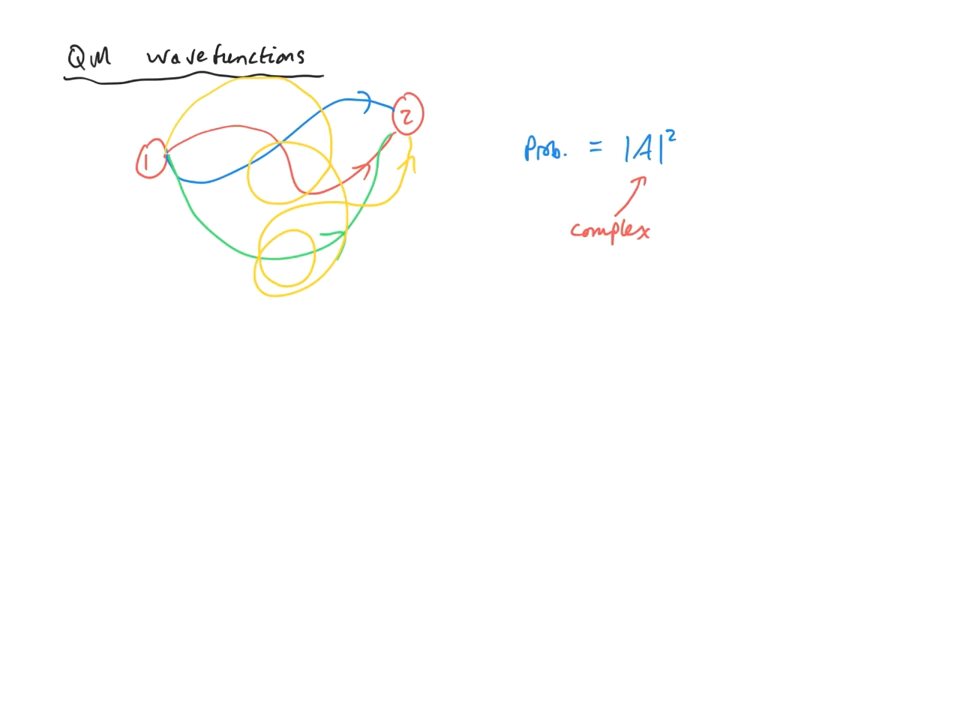 QM wavefunctions
1
2
Prob. = |A|²
complex